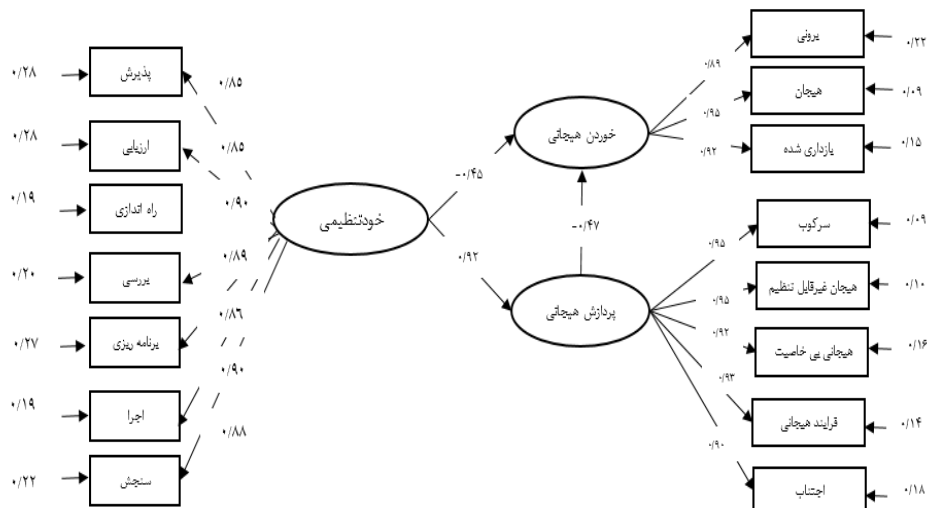 ۰/۲۸
پذیرش
۰/۸۵
۰/۲۸
ارزیابی
۰/۸۵
۰/۱۹
راه اندازی
۰/۹۰
۰/۲۰
بررسی
۰/۸۹
۰/۲۷
برنامه ریزی
۰/۸۶
۰/۱۹
اجرا
۰/۹۰
۰/۲۲
سنجش
۰/۸۸
خودتنظیمی
-۰/۴۵
۰/۹۲
خوردن هیجانی
-۰/۴۷
پردازش هیجانی
۰/۸۹
یرونی
۰/۲۲
۰/۹۵
هیجان
۰/۰۹
۰/۹۲
یازداری شده
۰/۱۵
۰/۹۵
سرکوب
۰/۰۹
۰/۹۵
هیجان غیرقابل تنظیم
۰/۱۰
۰/۹۲
هیجانی بی خاصیت
۰/۱۶
۰/۹۳
فرایند هیجانی
۰/۱۴
۰/۹۰
اجتناب
۰/۱۸